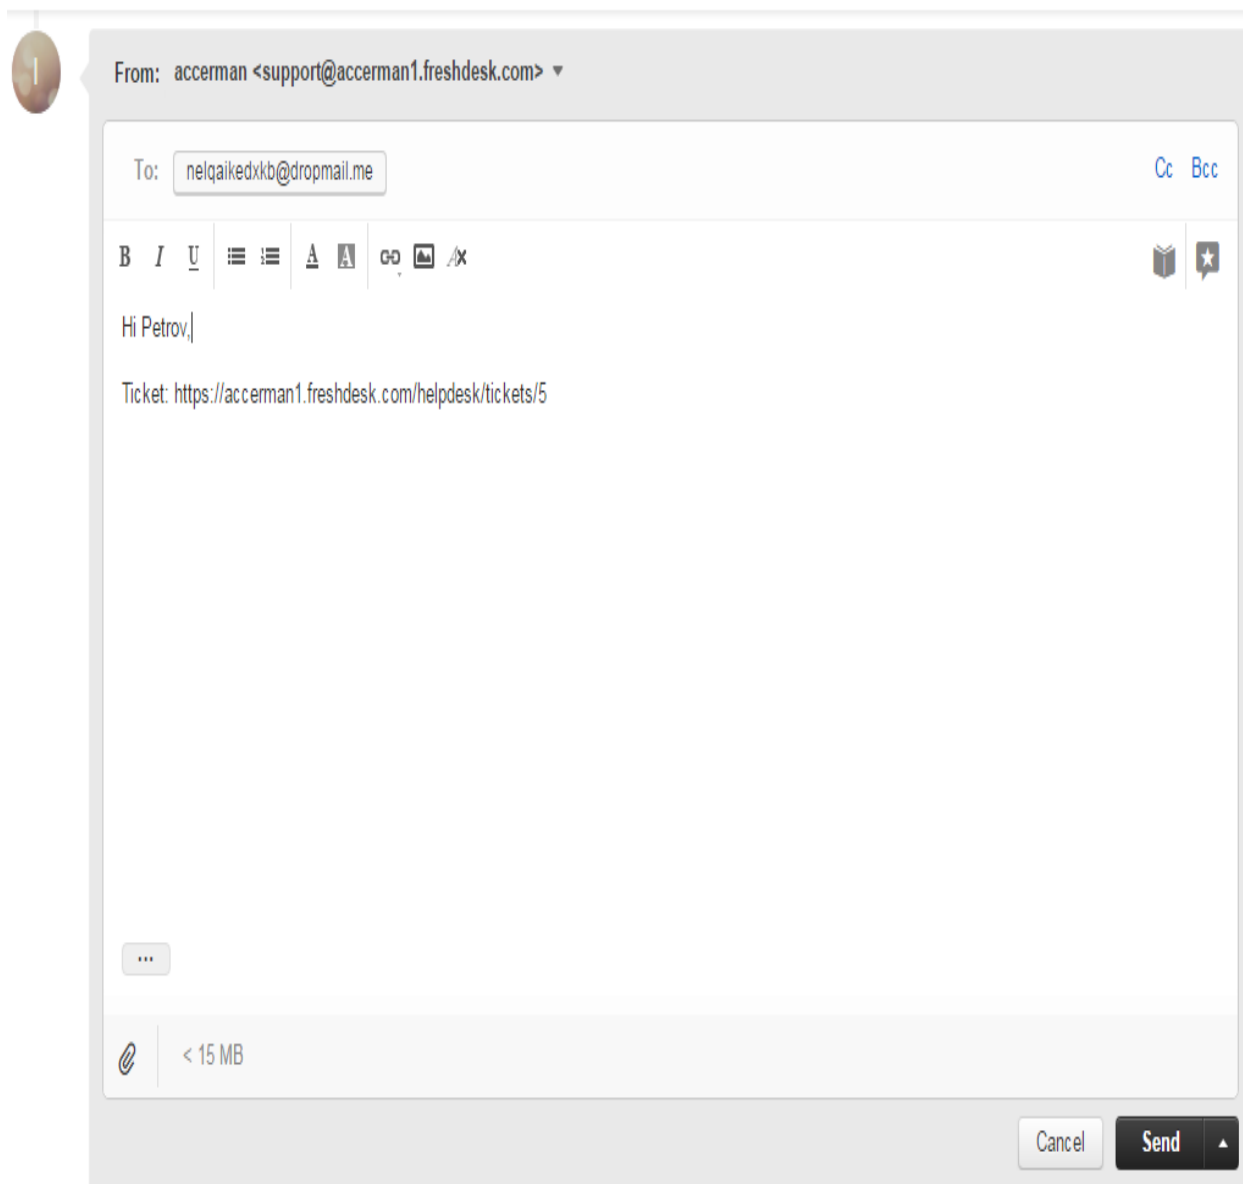 I
From: accerman <support@accerman1.freshdesk.com>
To: nelqaikedxkb@dropmail.me Cc Bcc
B I U A A A
Hi Petrov,
Ticket: https://accerman1.freshdesk.com/helpdesk/tickets/5
...
< 15 MB
Cancel Send